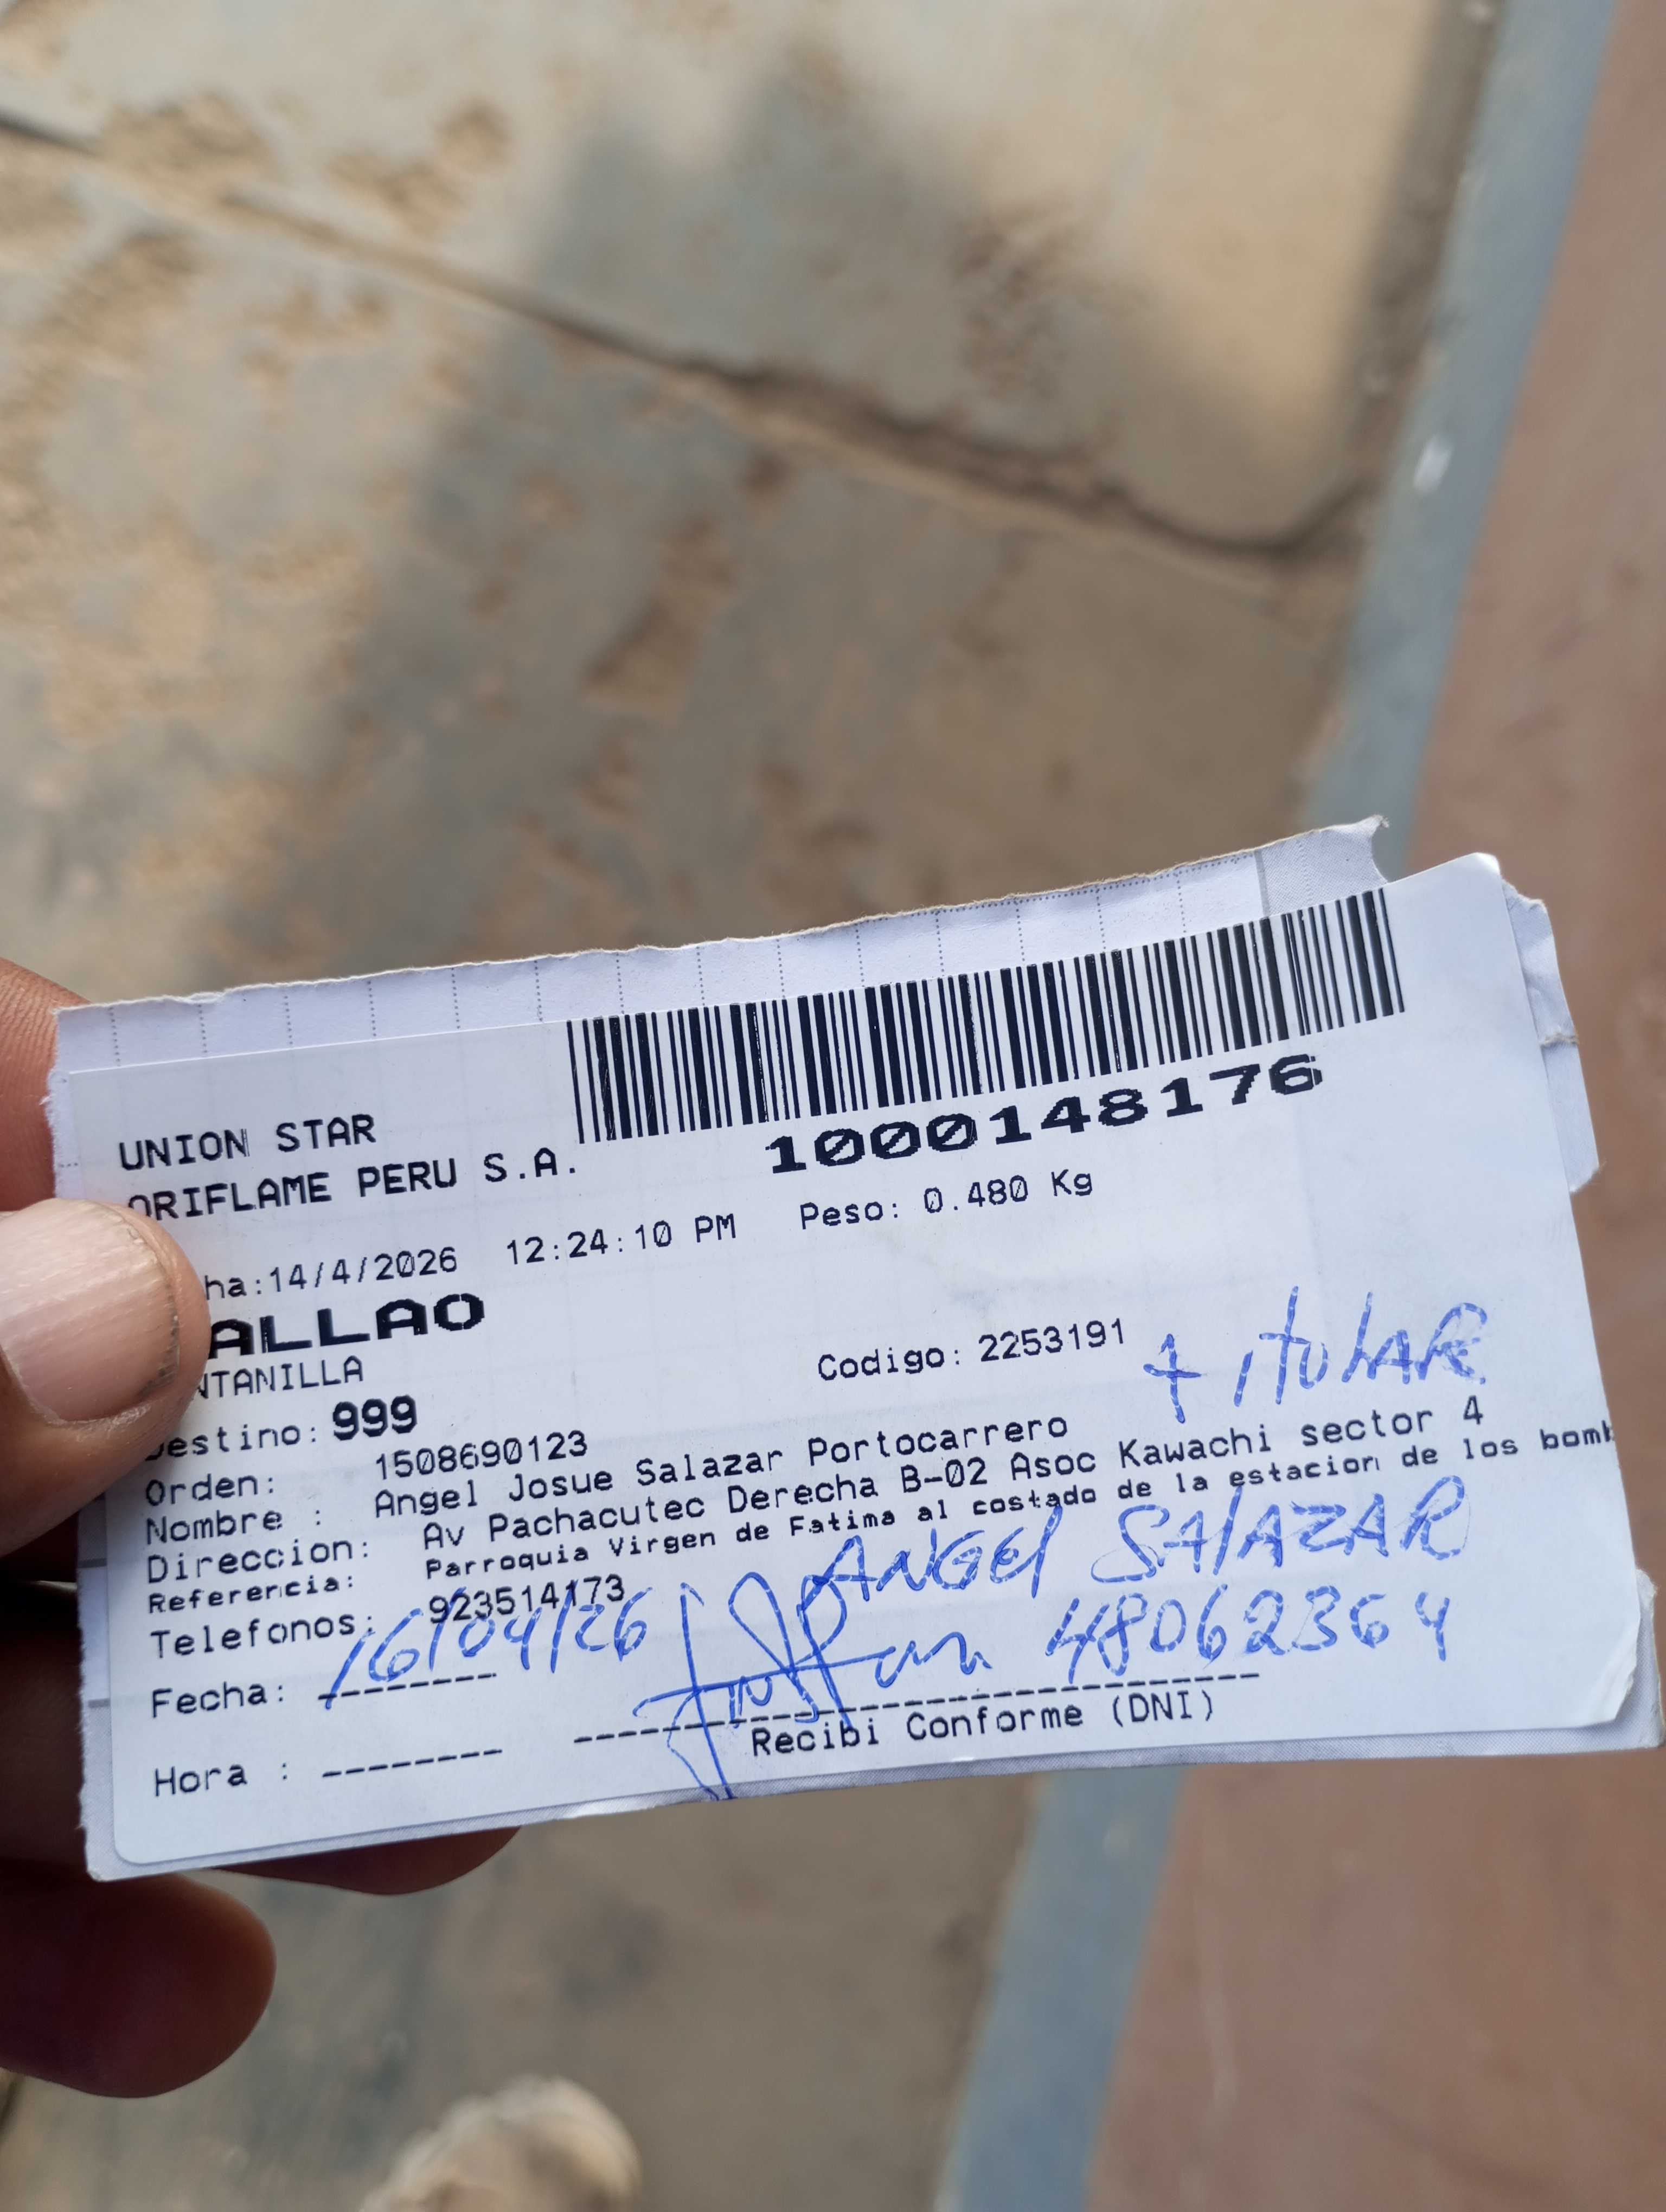 UNION STAR
ORIFLAME PERU S.A.
1000148176
ha:14/4/2026 12:24:10 PM Peso: 0.480 Kg
ALLAO
NTANILLA
Codigo: 2253191
+ titulAR
estino: 999
Orden: 1508690123
Nombre : Angel Josue Salazar Portocarrero
Direccion: Av Pachacutec Derecha B-02 Asoc Kawachi sector 4
Referencia: Parroquia Virgen de Fatima al costado de la estacion de los bomb
Telefonos: 923514173
ANGel SAlAZAR
Fecha: 16/04/26
48062364
Recibi Conforme (DNI)
Hora :